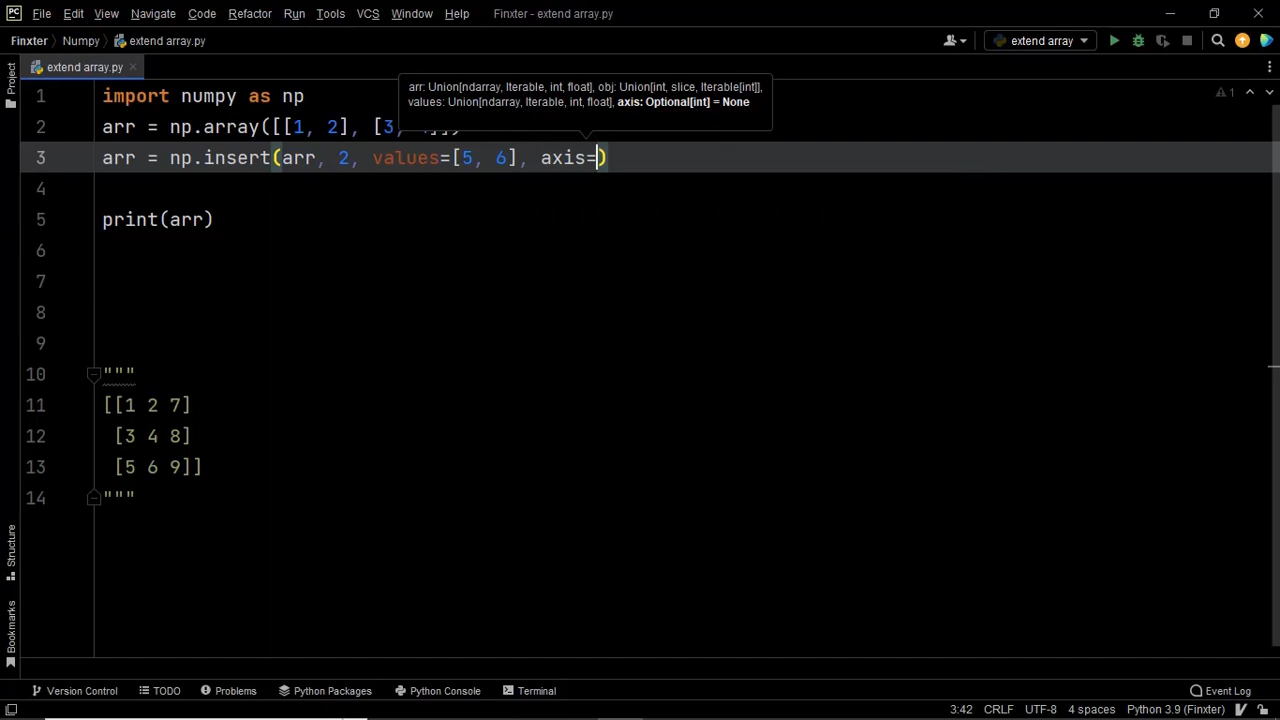 PC File Edit View Navigate Code Refactor Run Tools VCS Window Help Finxter - extend array.py
Finxter Numpy extend array.py extend array
Project
extend array.py
arr: Union[ndarray, Iterable, int, float], obj: Union[int, slice, Iterable[int]],
values: Union[ndarray, Iterable, int, float], axis: Optional[int] = None
1 import numpy as np
1
2 arr = np.array([[1, 2], [3,
3 arr = np.insert(arr, 2, values=[5, 6], axis=)
4
5 print(arr)
6
7
8
9
10 """
11 [[1 2 7]
12 [3 4 8]
13 [5 6 9]]
14 """
Structure
Bookmarks
Version Control TODO Problems Python Packages Python Console Terminal Event Log
3:42 CRLF UTF-8 4 spaces Python 3.9 (Finxter)